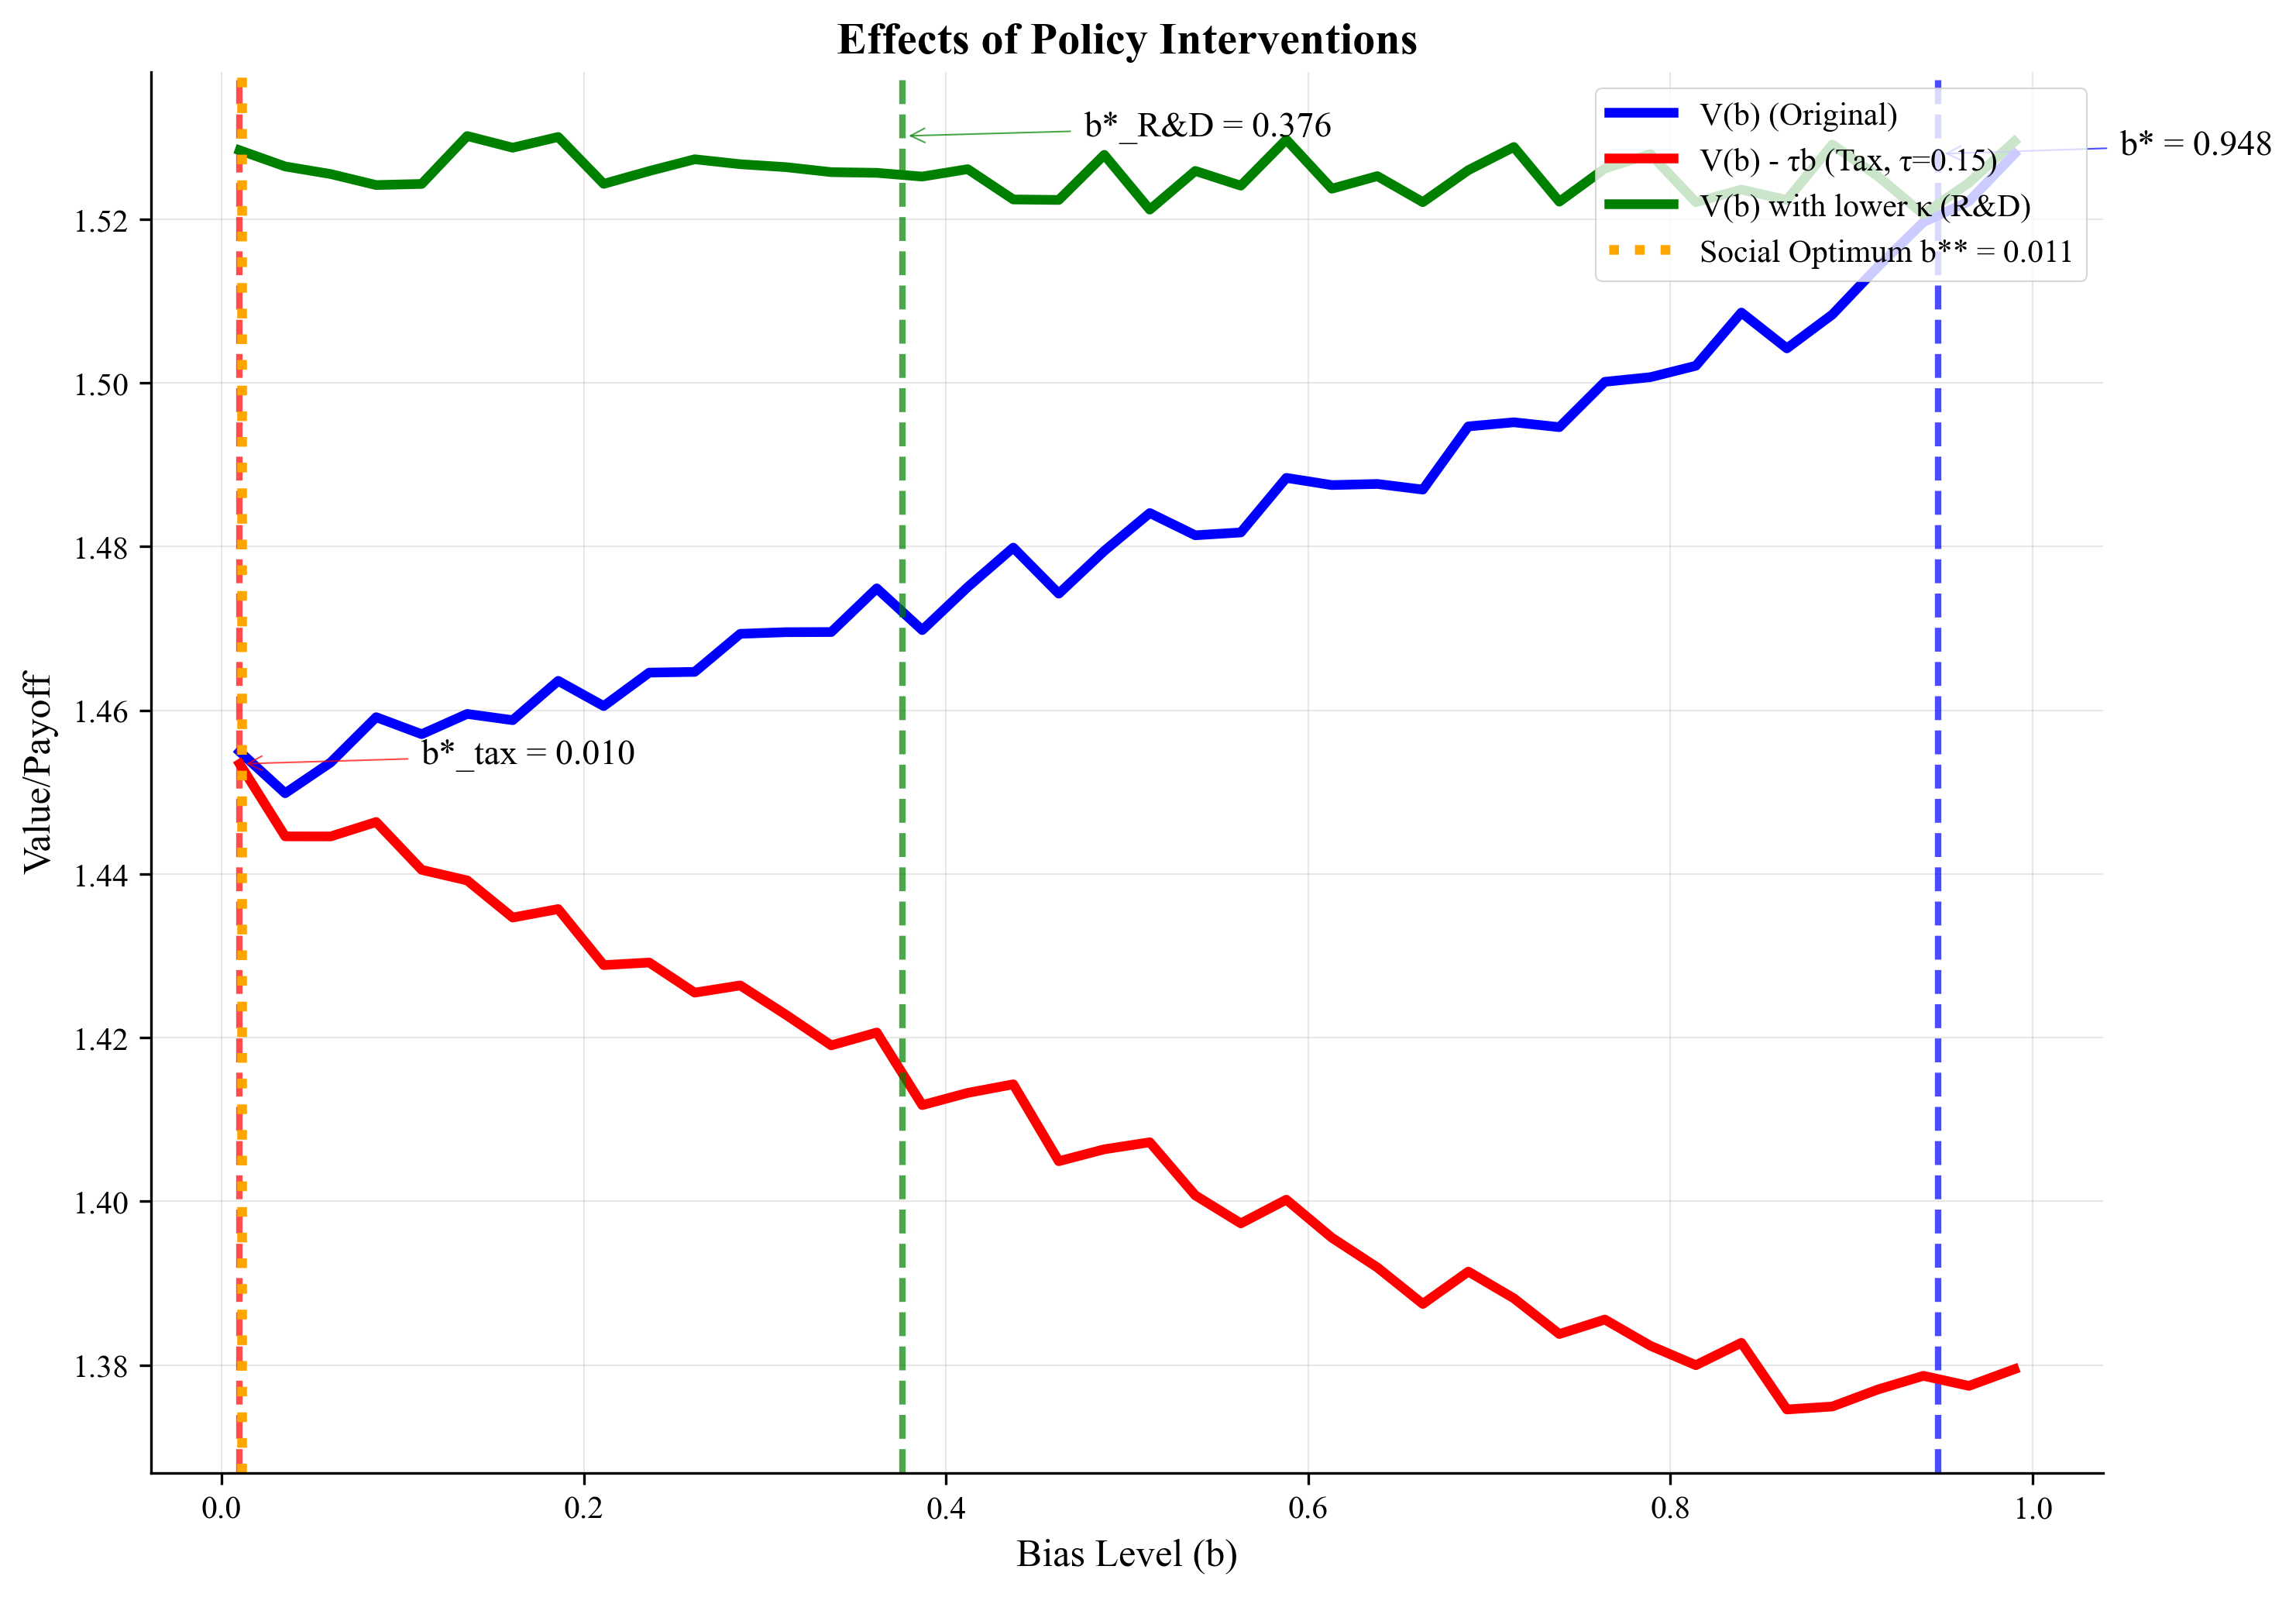 Effects of Policy Interventions
b*_R&D = 0.376
V(b) (Original)
V(b) - τb (Tax, τ=0.15)
V(b) with lower κ (R&D)
Social Optimum b** = 0.011
b* = 0.948
b*_tax = 0.010
Value/Payoff
1.52
1.50
1.48
1.46
1.44
1.42
1.40
1.38
0.0
0.2
0.4
0.6
0.8
1.0
Bias Level (b)